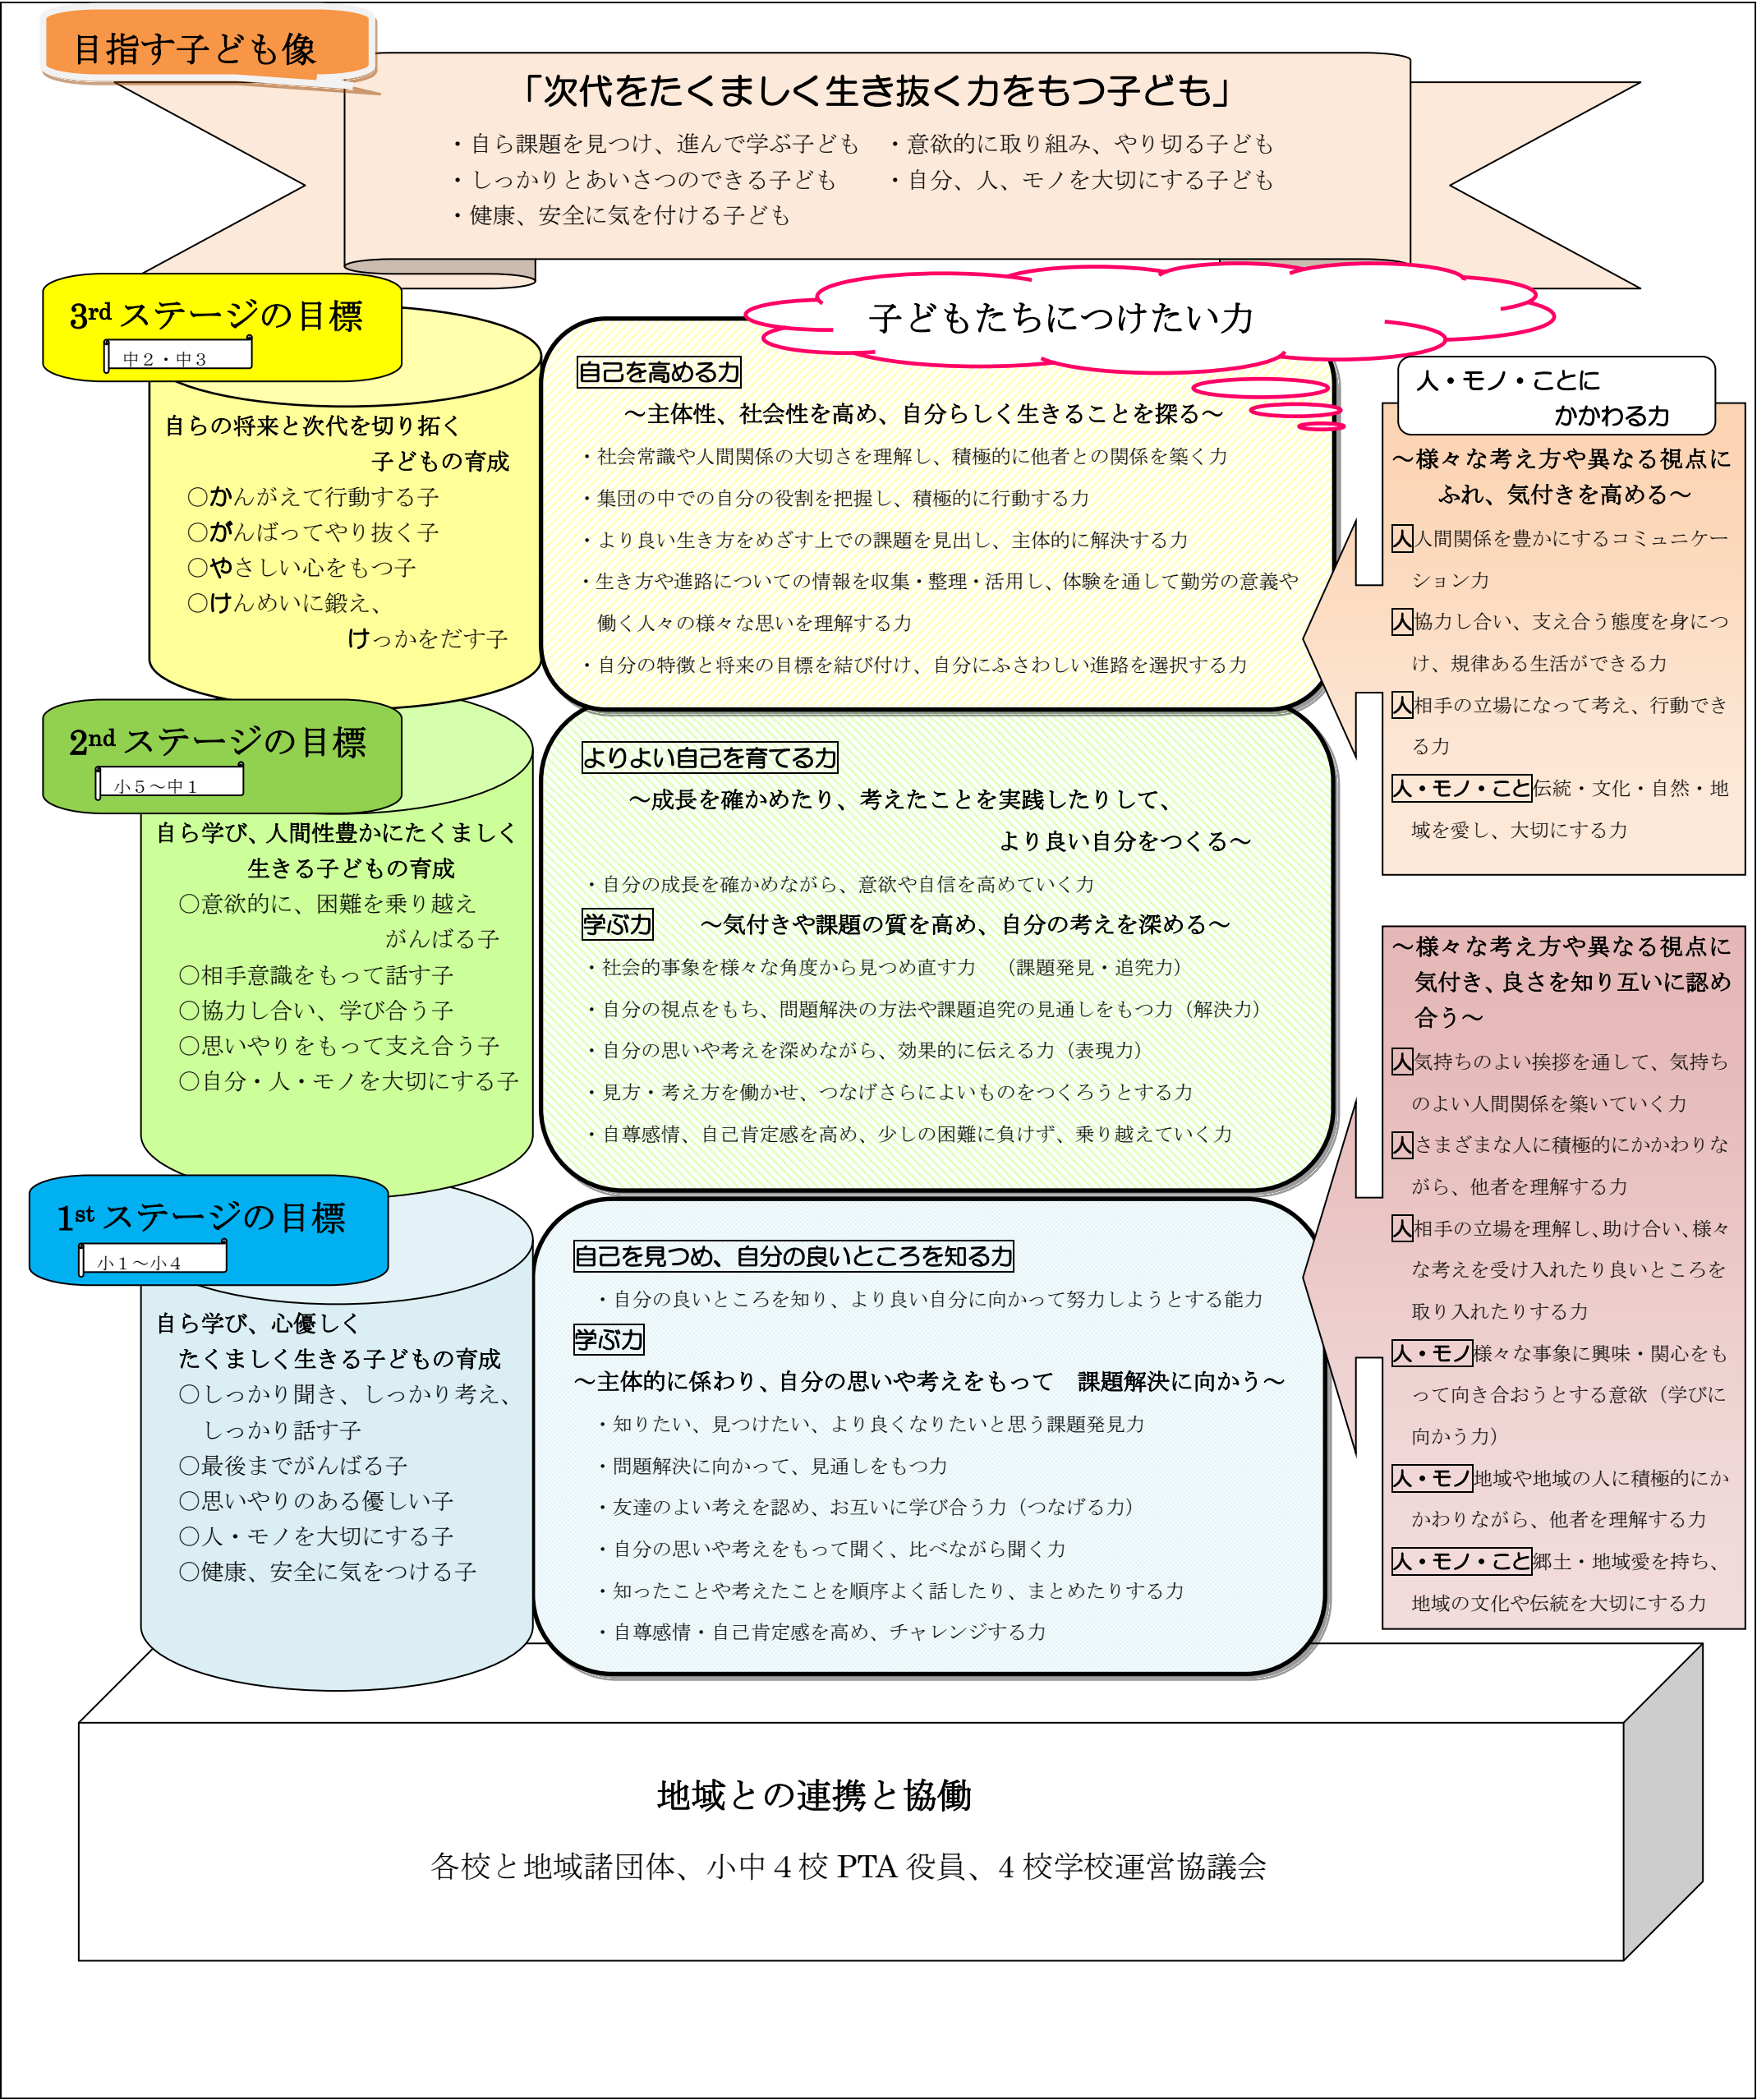 目指す子ども像
「次代をたくましく生き抜く力をもつ子ども」
・自ら課題を見つけ、進んで学ぶ子ども　・意欲的に取り組み、やり切る子ども
・しっかりとあいさつのできる子ども　　・自分、人、モノを大切にする子ども
・健康、安全に気を付ける子ども
子どもたちにつけたい力
3rd ステージの目標
中２・中３
自らの将来と次代を切り拓く
子どもの育成
○かんがえて行動する子
○がんばってやり抜く子
○やさしい心をもつ子
○けんめいに鍛え、
けっかをだす子
自己を高める力
～主体性、社会性を高め、自分らしく生きることを探る～
・社会常識や人間関係の大切さを理解し、積極的に他者との関係を築く力
・集団の中での自分の役割を把握し、積極的に行動する力
・より良い生き方をめざす上での課題を見出し、主体的に解決する力
・生き方や進路についての情報を収集・整理・活用し、体験を通して勤労の意義や
働く人々の様々な思いを理解する力
・自分の特徴と将来の目標を結び付け、自分にふさわしい進路を選択する力
人・モノ・ことに
かかわる力
～様々な考え方や異なる視点に
ふれ、気付きを高める～
人人間関係を豊かにするコミュニケー
ション力
人協力し合い、支え合う態度を身につ
け、規律ある生活ができる力
人相手の立場になって考え、行動でき
る力
人・モノ・こと伝統・文化・自然・地
域を愛し、大切にする力
2nd ステージの目標
小５～中１
自ら学び、人間性豊かにたくましく
生きる子どもの育成
○意欲的に、困難を乗り越え
がんばる子
○相手意識をもって話す子
○協力し合い、学び合う子
○思いやりをもって支え合う子
○自分・人・モノを大切にする子
よりよい自己を育てる力
～成長を確かめたり、考えたことを実践したりして、
より良い自分をつくる～
・自分の成長を確かめながら、意欲や自信を高めていく力
学ぶ力　　～気付きや課題の質を高め、自分の考えを深める～
・社会的事象を様々な角度から見つめ直す力　（課題発見・追究力）
・自分の視点をもち、問題解決の方法や課題追究の見通しをもつ力（解決力）
・自分の思いや考えを深めながら、効果的に伝える力（表現力）
・見方・考え方を働かせ、つなげさらによいものをつくろうとする力
・自尊感情、自己肯定感を高め、少しの困難に負けず、乗り越えていく力
～様々な考え方や異なる視点に
気付き、良さを知り互いに認め
合う～
人気持ちのよい挨拶を通して、気持ち
のよい人間関係を築いていく力
人さまざまな人に積極的にかかわりな
がら、他者を理解する力
人相手の立場を理解し、助け合い、様々
な考えを受け入れたり良いところを
取り入れたりする力
人・モノ様々な事象に興味・関心をも
って向き合おうとする意欲（学びに
向かう力）
人・モノ地域や地域の人に積極的にか
かわりながら、他者を理解する力
人・モノ・こと郷土・地域愛を持ち、
地域の文化や伝統を大切にする力
1st ステージの目標
小１～小４
自ら学び、心優しく
たくましく生きる子どもの育成
○しっかり聞き、しっかり考え、
しっかり話す子
○最後までがんばる子
○思いやりのある優しい子
○人・モノを大切にする子
○健康、安全に気をつける子
自己を見つめ、自分の良いところを知る力
・自分の良いところを知り、より良い自分に向かって努力しようとする能力
学ぶ力
～主体的に係わり、自分の思いや考えをもって　課題解決に向かう～
・知りたい、見つけたい、より良くなりたいと思う課題発見力
・問題解決に向かって、見通しをもつ力
・友達のよい考えを認め、お互いに学び合う力（つなげる力）
・自分の思いや考えをもって聞く、比べながら聞く力
・知ったことや考えたことを順序よく話したり、まとめたりする力
・自尊感情・自己肯定感を高め、チャレンジする力
地域との連携と協働
各校と地域諸団体、小中４校 PTA 役員、4 校学校運営協議会